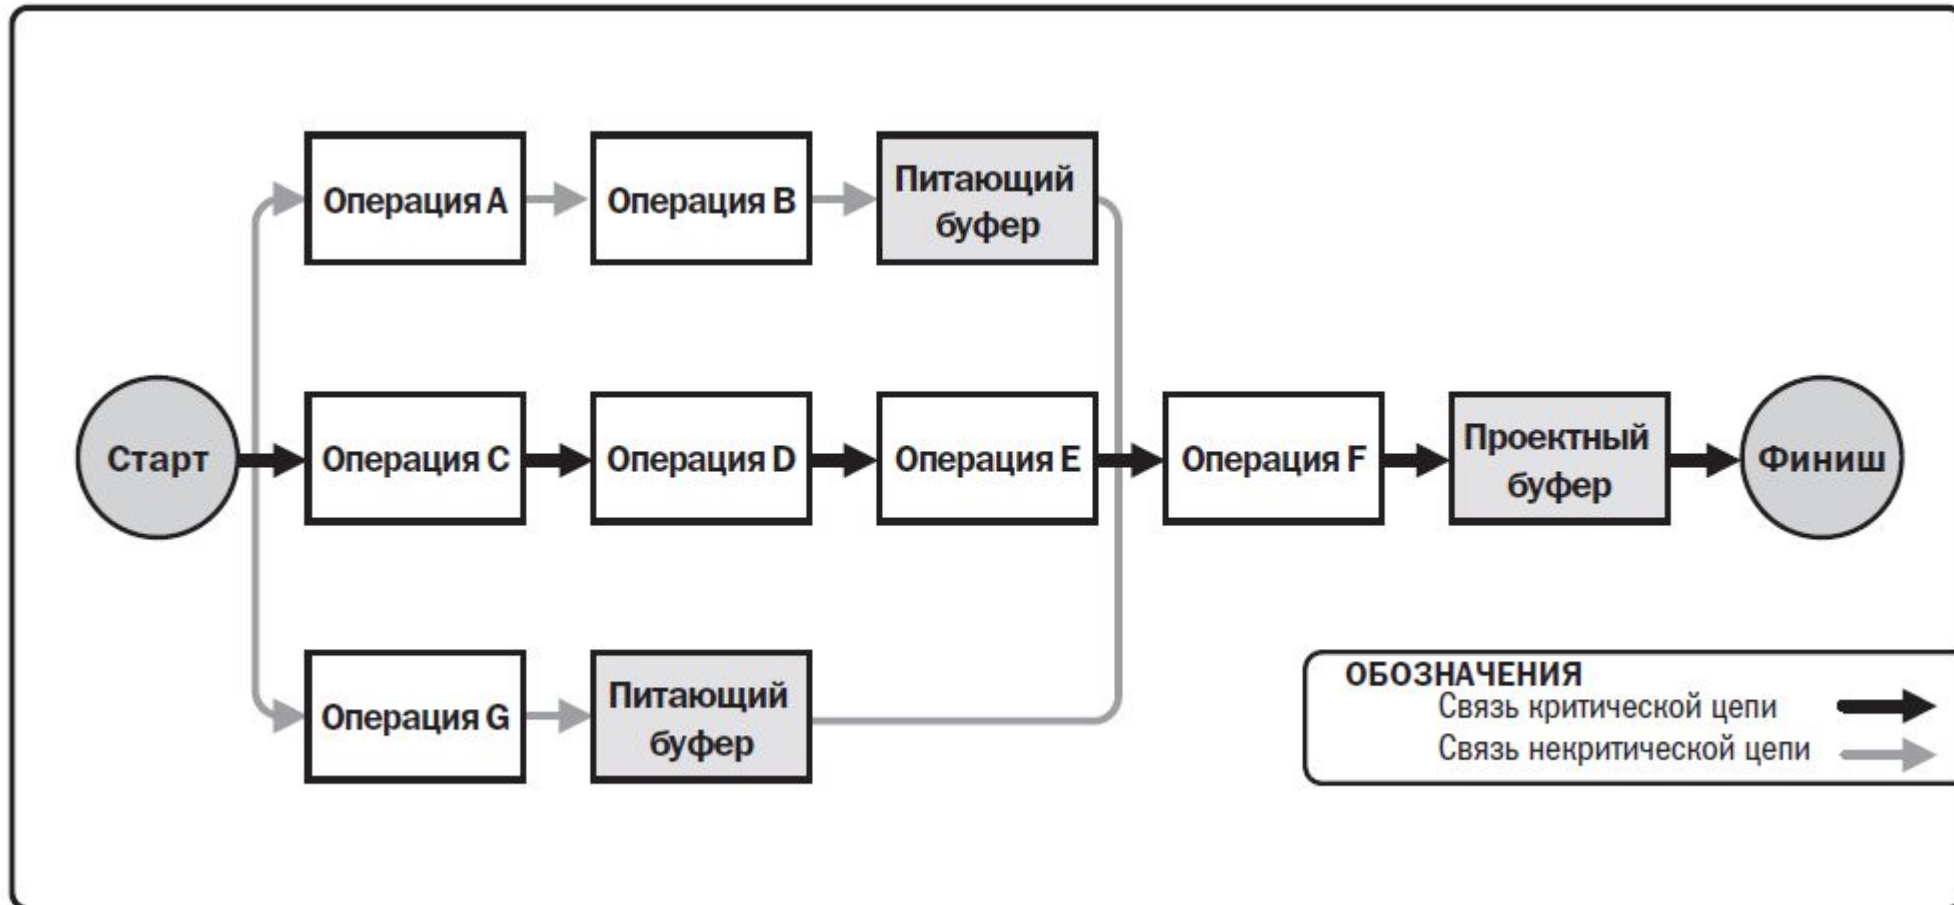 Операция A
Операция B
Питающий
буфер
Старт
Операция C
Операция D
Операция E
Операция F
Проектный
буфер
Финиш
Операция G
Питающий
буфер
ОБОЗНАЧЕНИЯ
Связь критической цепи
Связь некритической цепи